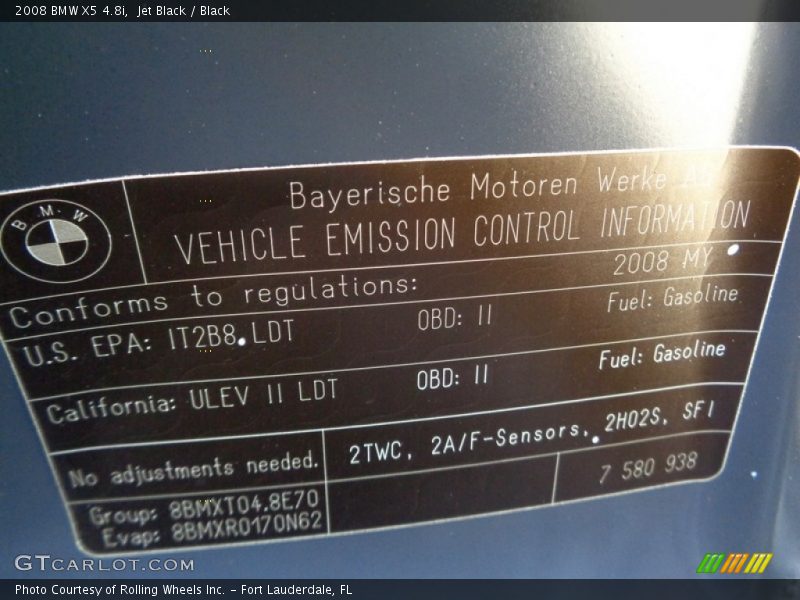 2008 BMW X5 4.8i, Jet Black / Black
BMW
Bayerische Motoren Werke AG
VEHICLE EMISSION CONTROL INFORMATION
Conforms to regulations: 2008 MY
U.S. EPA: IT2B8.LDT OBD: II Fuel: Gasoline
California: ULEV II LDT OBD: II Fuel: Gasoline
No adjustments needed. 2TWC, 2A/F-Sensors, 2HO2S, SFI
Group: 8BMXT04.8E70 7 580 938
Evap: 8BMXR0170N62
GTCARLOT.COM
Photo Courtesy of Rolling Wheels Inc. - Fort Lauderdale, FL